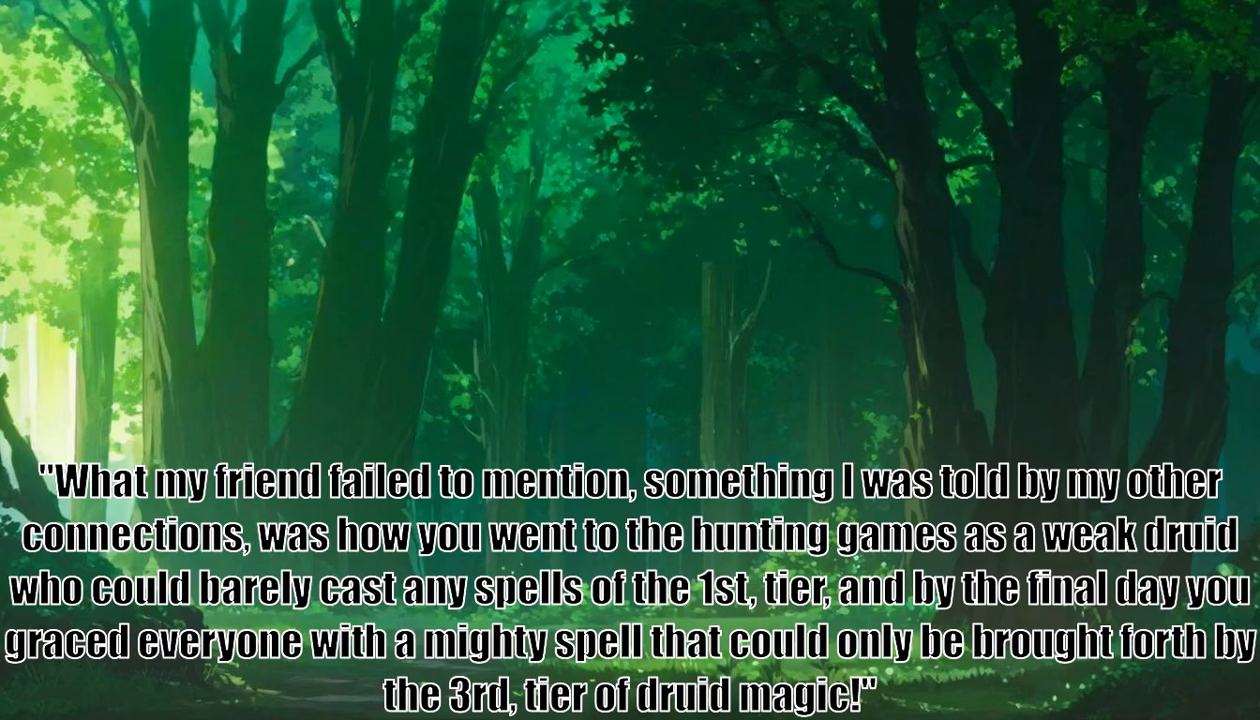 "What my friend failed to mention, something I was told by my other
connections, was how you went to the hunting games as a weak druid
who could barely cast any spells of the 1st, tier, and by the final day you
graced everyone with a mighty spell that could only be brought forth by
the 3rd, tier of druid magic!"